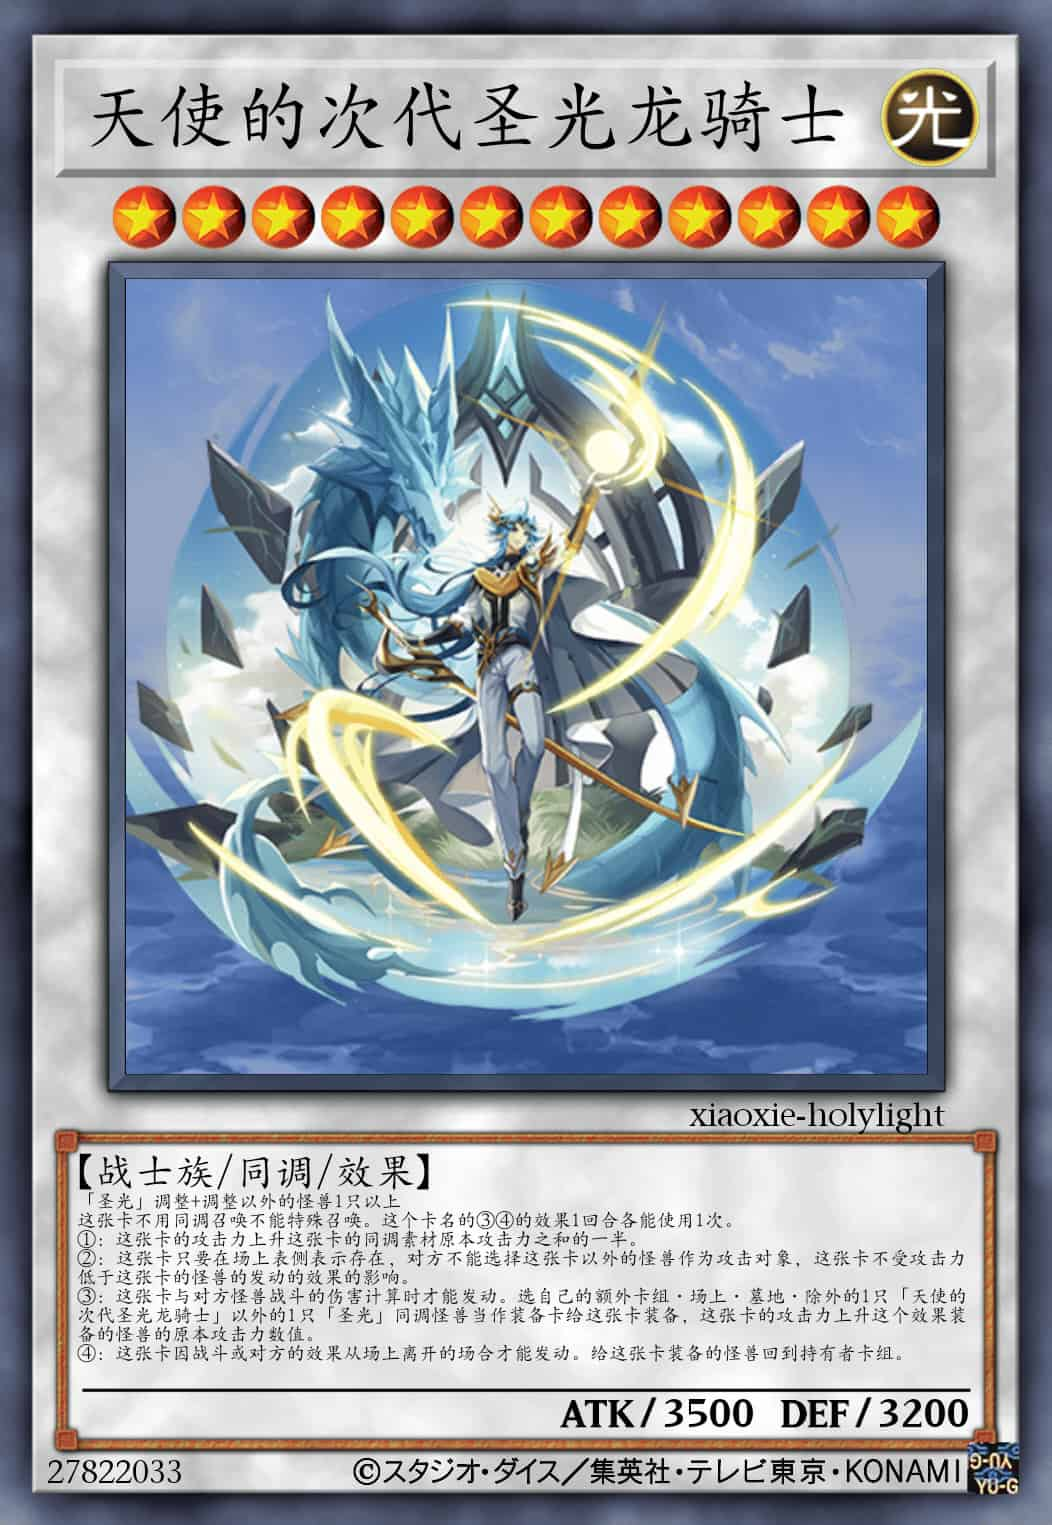 天使的次代圣光龙骑士
光
xiaoxie-holylight
【战士族/同调/效果】
「圣光」调整+调整以外的怪兽1只以上
这张卡不用同调召唤不能特殊召唤。这个卡名的③④的效果1回合各能使用1次。
①：这张卡的攻击力上升这张卡的同调素材原本攻击力之和的一半。
②：这张卡只要在场上表侧表示存在，对方不能选择这张卡以外的怪兽作为攻击对象，这张卡不受攻击力
低于这张卡的怪兽的发动的效果的影响。
③：这张卡与对方怪兽战斗的伤害计算时才能发动。选自己的额外卡组·场上·墓地·除外的1只「天使的
次代圣光龙骑士」以外的1只「圣光」同调怪兽当作装备卡给这张卡装备，这张卡的攻击力上升这个效果装
备的怪兽的原本攻击力数值。
④：这张卡因战斗或对方的效果从场上离开的场合才能发动。给这张卡装备的怪兽回到持有者卡组。
ATK/3500 DEF/3200
27822033 ©スタジオ・ダイス／集英社・テレビ東京・KONAMI
YU-G
YU-G